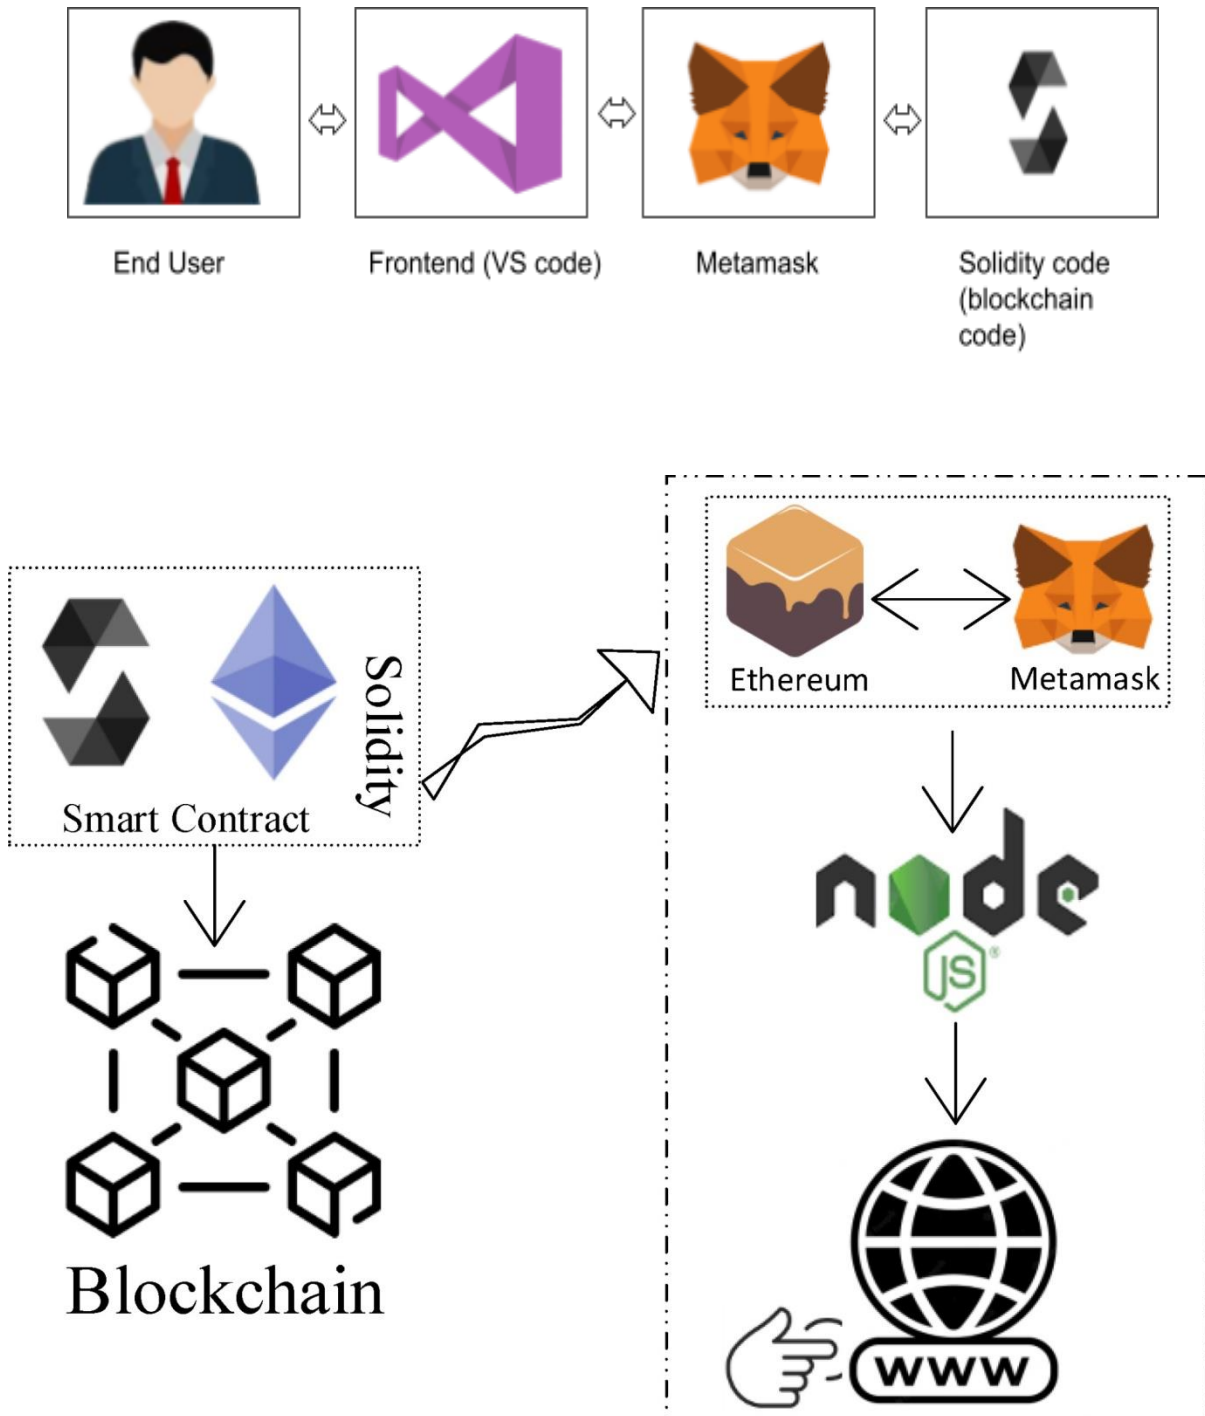 End User
Frontend (VS code)
Metamask
Solidity code
(blockchain
code)
Ethereum
Metamask
Solidity
Smart Contract
node
JS®
Blockchain
www